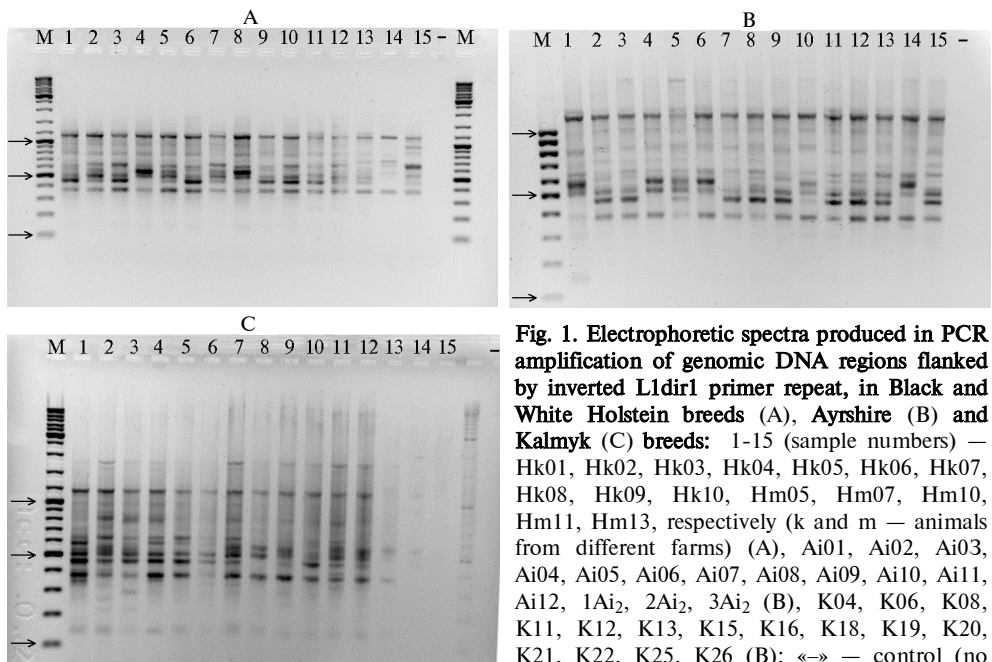 A
M 1 2 3 4 5 6 7 8 9 10 11 12 13 14 15 – M
B
M 1 2 3 4 5 6 7 8 9 10 11 12 13 14 15 –
C
M 1 2 3 4 5 6 7 8 9 10 11 12 13 14 15 –
Fig. 1. Electrophoretic spectra produced in PCR
amplification of genomic DNA regions flanked
by inverted L1dir1 primer repeat, in Black and
White Holstein breeds (A), Ayrshire (B) and
Kalmyk (C) breeds: 1-15 (sample numbers) —
Hk01, Hk02, Hk03, Hk04, Hk05, Hk06, Hk07,
Hk08, Hk09, Hk10, Hm05, Hm07, Hm10,
Hm11, Hm13, respectively (k and m — animals
from different farms) (A), Ai01, Ai02, Ai03,
Ai04, Ai05, Ai06, Ai07, Ai08, Ai09, Ai10, Ai11,
Ai12, 1Ai₂, 2Ai₂, 3Ai₂ (B), K04, K06, K08,
K11, K12, K13, K15, K16, K18, K19, K20,
K21, K22, K25, K26 (B); «–» — control (no